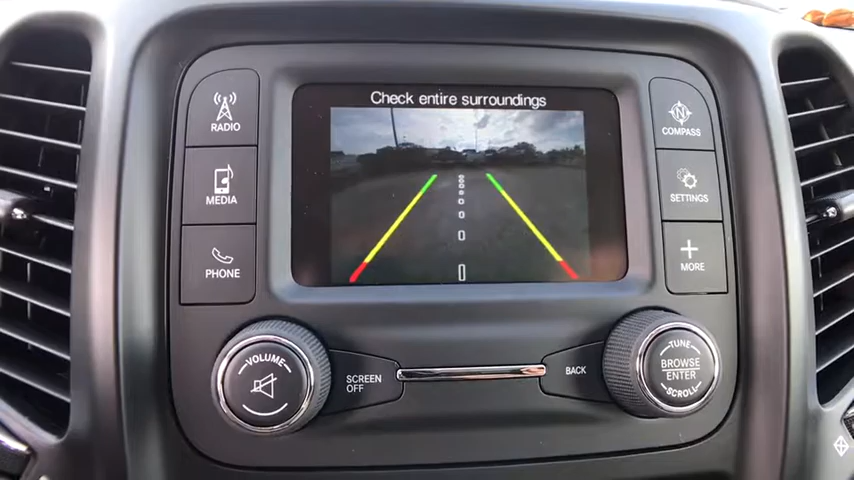 Check entire surroundings
RADIO
MEDIA
PHONE
N
COMPASS
SETTINGS
MORE
VOLUME
SCREEN
OFF
BACK
TUNE
BROWSE
ENTER
SCROLL